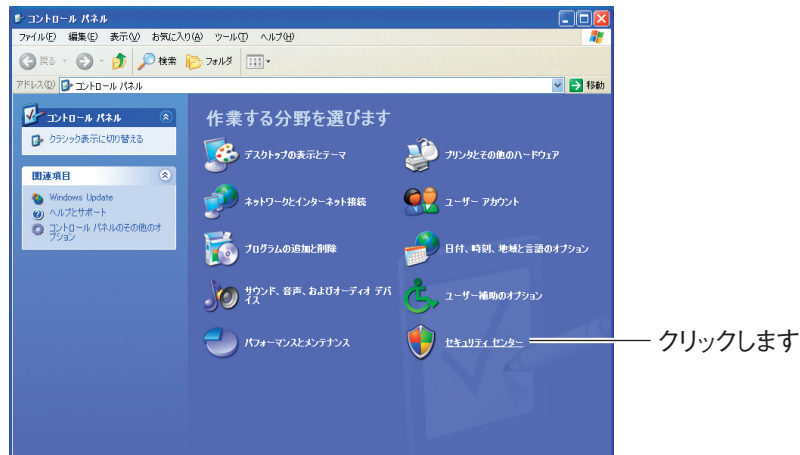 コントロール パネル
ファイル(F) 編集(E) 表示(V) お気に入り(A) ツール(T) ヘルプ(H)
戻る 検索 フォルダ
アドレス(D) コントロール パネル 移動
コントロール パネル
クラシック表示に切り替える
関連項目
Windows Update
ヘルプとサポート
コントロール パネルのその他のオ
プション
作業する分野を選びます
デスクトップの表示とテーマ
プリンタとその他のハードウェア
ネットワークとインターネット接続
ユーザー アカウント
プログラムの追加と削除
日付、時刻、地域と言語のオプション
サウンド、音声、およびオーディオ デバ
イス
ユーザー補助のオプション
パフォーマンスとメンテナンス
セキュリティ センター
クリックします